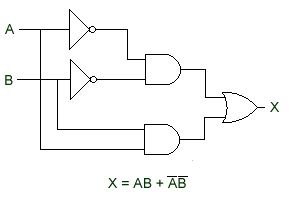 A
B
X
X = AB + A̅B̅